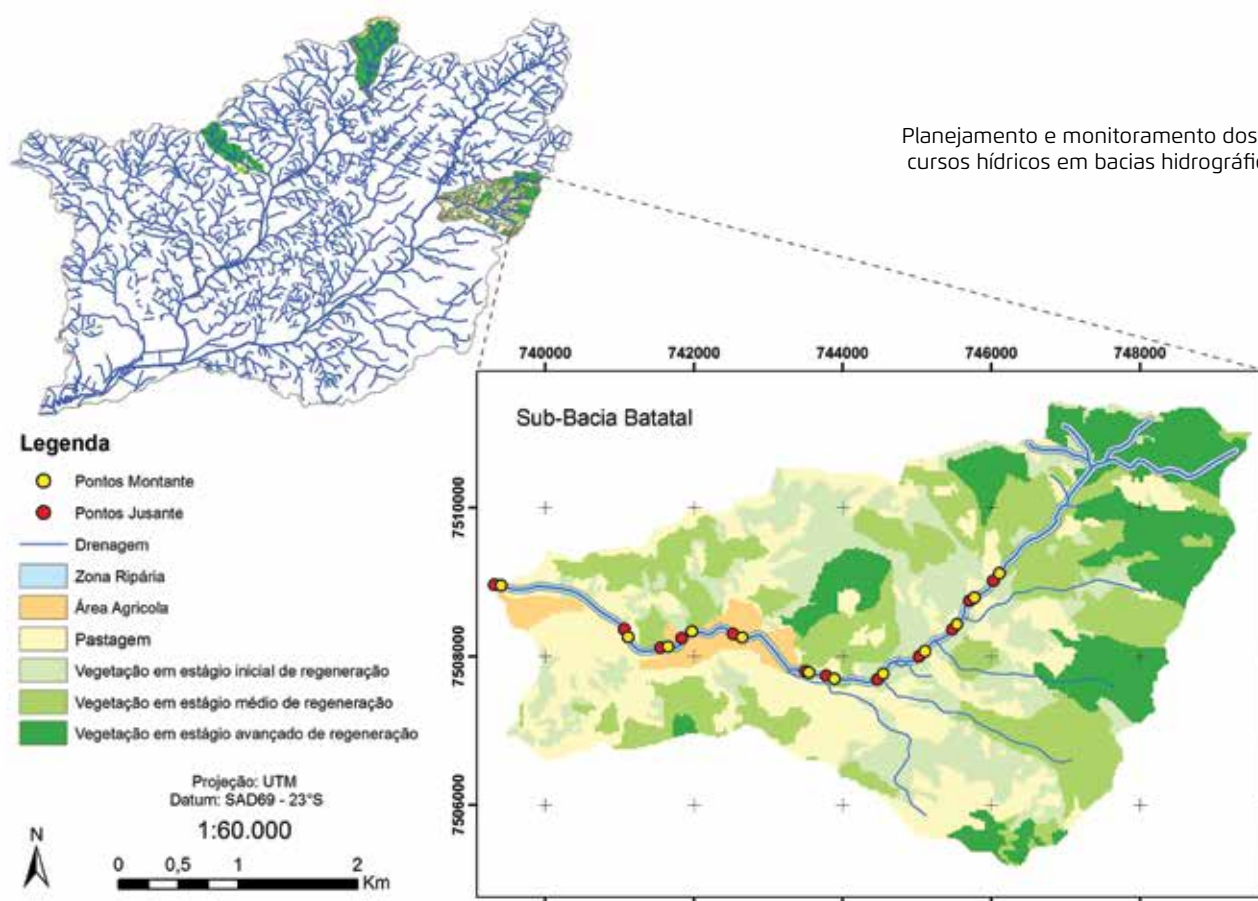 Planejamento e monitoramento dos
cursos hídricos em bacias hidrográfi
740000 742000 744000 746000 748000
Sub-Bacia Batatal
7510000
7508000
7506000
Legenda
Pontos Montante
Pontos Jusante
Drenagem
Zona Ripária
Área Agricola
Pastagem
Vegetação em estágio inicial de regeneração
Vegetação em estágio médio de regeneração
Vegetação em estágio avançado de regeneração
Projeção: UTM
Datum: SAD69 - 23°S
1:60.000
N
0 0,5 1 2
Km